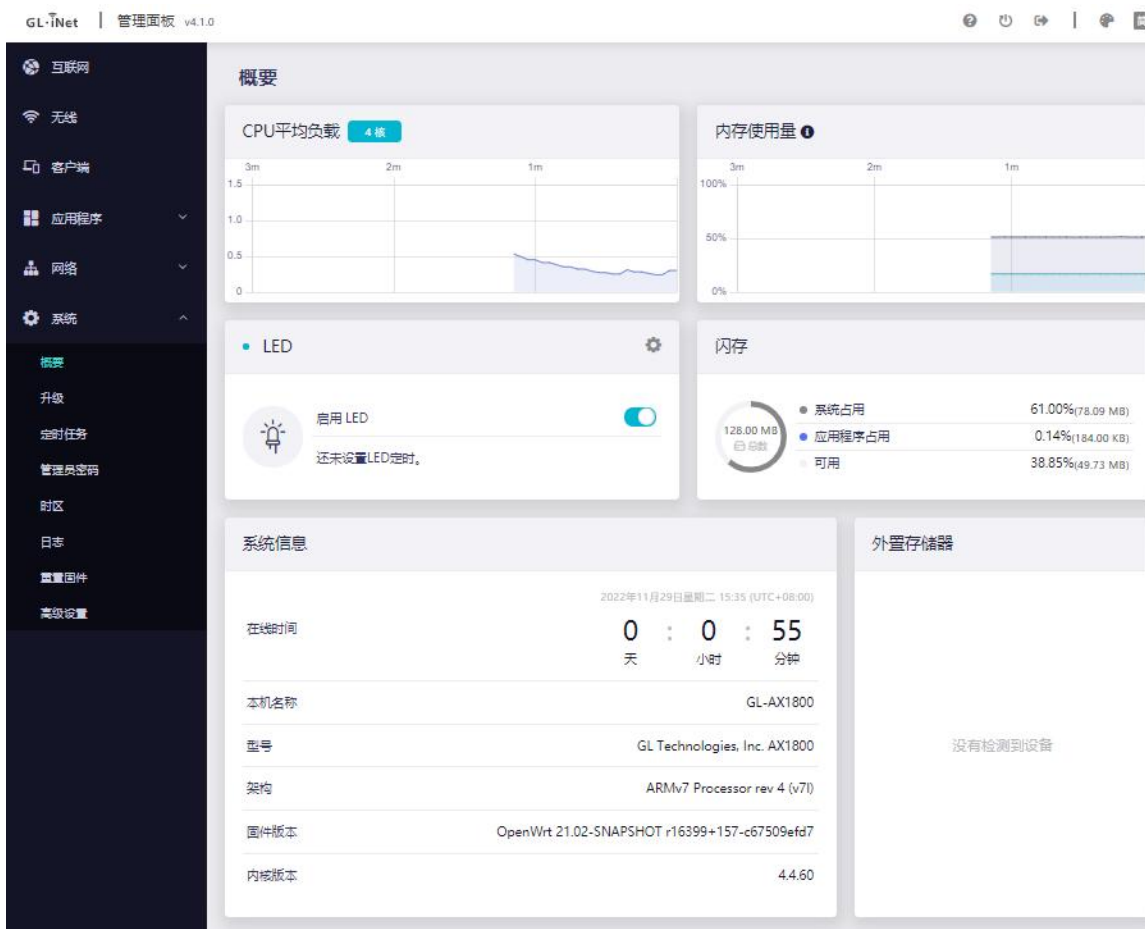 GL·iNet | 管理面板 v4.1.0
互联网
无线
客户端
应用程序
网络
系统
概要
升级
定时任务
管理员密码
时区
日志
重置固件
高级设置
概要
CPU平均负载 4 核
3m 2m 1m
1.5
1.0
0.5
0
内存使用量
3m 2m 1m
100%
50%
0%
LED
启用 LED
还未设置LED定时。
闪存
128.00 MB
总数
系统占用 61.00%(78.09 MB)
应用程序占用 0.14%(184.00 KB)
可用 38.85%(49.73 MB)
系统信息
2022年11月29日星期二 15:35 (UTC+08:00)
在线时间 0 : 0 : 55
天 小时 分钟
本机名称 GL-AX1800
型号 GL Technologies, Inc. AX1800
架构 ARMv7 Processor rev 4 (v7l)
固件版本 OpenWrt 21.02-SNAPSHOT r16399+157-c67509efd7
内核版本 4.4.60
外置存储器
没有检测到设备